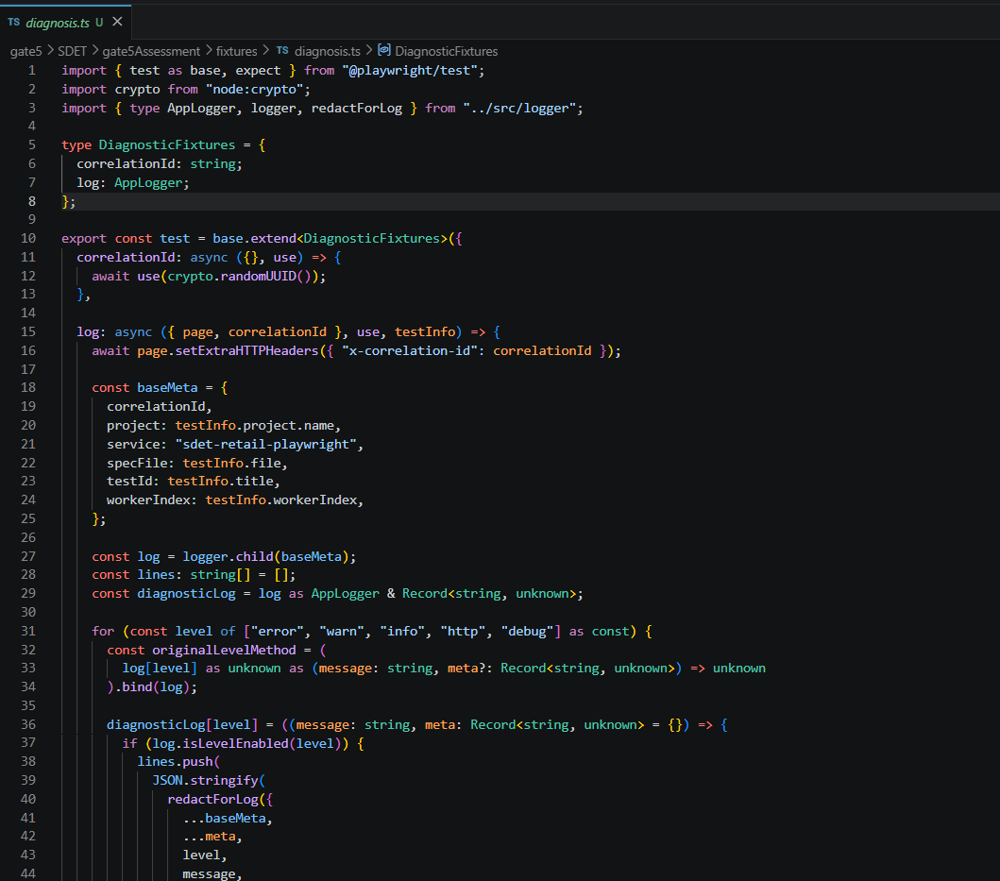 TS diagnosis.ts U ×
gate5 > SDET > gate5Assessment > fixtures > TS diagnosis.ts > DiagnosticFixtures
1 import { test as base, expect } from "@playwright/test";
2 import crypto from "node:crypto";
3 import { type AppLogger, logger, redactForLog } from "../src/logger";
4
5 type DiagnosticFixtures = {
6   correlationId: string;
7   log: AppLogger;
8 };
9
10 export const test = base.extend<DiagnosticFixtures>({
11   correlationId: async ({}, use) => {
12     await use(crypto.randomUUID());
13   },
14
15   log: async ({ page, correlationId }, use, testInfo) => {
16     await page.setExtraHTTPHeaders({ "x-correlation-id": correlationId });
17
18     const baseMeta = {
19       correlationId,
20       project: testInfo.project.name,
21       service: "sdet-retail-playwright",
22       specFile: testInfo.file,
23       testId: testInfo.title,
24       workerIndex: testInfo.workerIndex,
25     };
26
27     const log = logger.child(baseMeta);
28     const lines: string[] = [];
29     const diagnosticLog = log as AppLogger & Record<string, unknown>;
30
31     for (const level of ["error", "warn", "info", "http", "debug"] as const) {
32       const originalLevelMethod = (
33         log[level] as unknown as (message: string, meta?: Record<string, unknown>) => unknown
34       ).bind(log);
35
36       diagnosticLog[level] = ((message: string, meta: Record<string, unknown> = {}) => {
37         if (log.isLevelEnabled(level)) {
38           lines.push(
39             JSON.stringify(
40               redactForLog({
41                 ...baseMeta,
42                 ...meta,
43                 level,
44                 message,